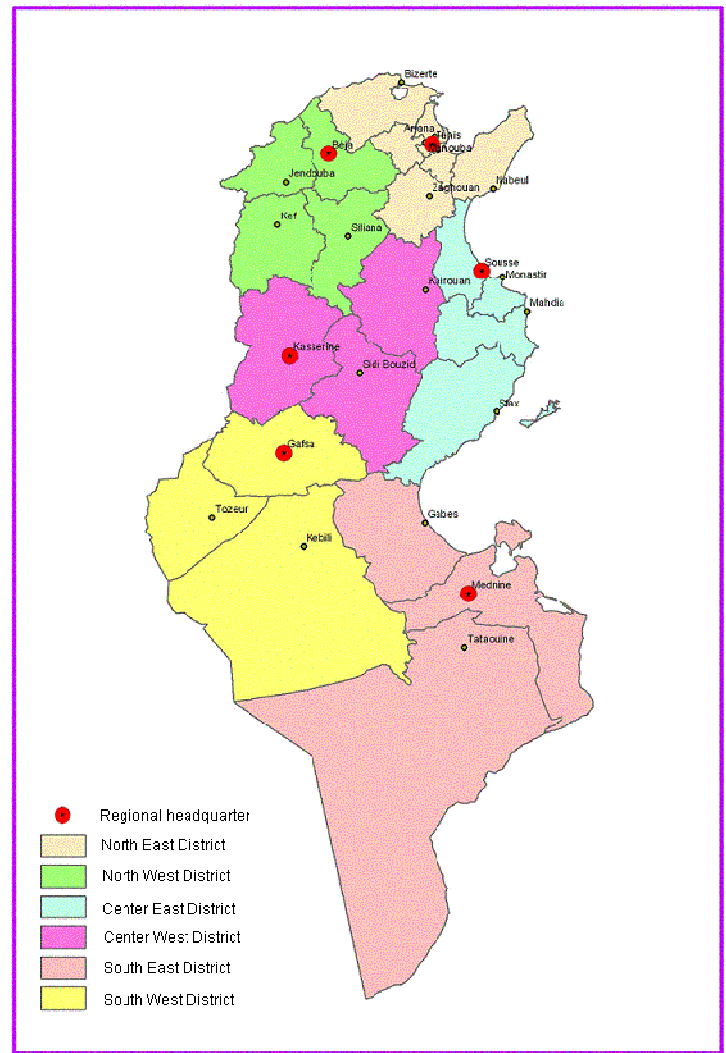 Bizerte
Ariana
Tunis
Manouba
Beja
Jendouba
Zaghouan
Nabeul
Kef
Siliana
Sousse
Monastir
Kairouan
Mahdia
Kasserine
Sidi Bouzid
Sfax
Gafsa
Tozeur
Gabes
Kebili
Mednine
Tataouine
Regional headquarter
North East District
North West District
Center East District
Center West District
South East District
South West District